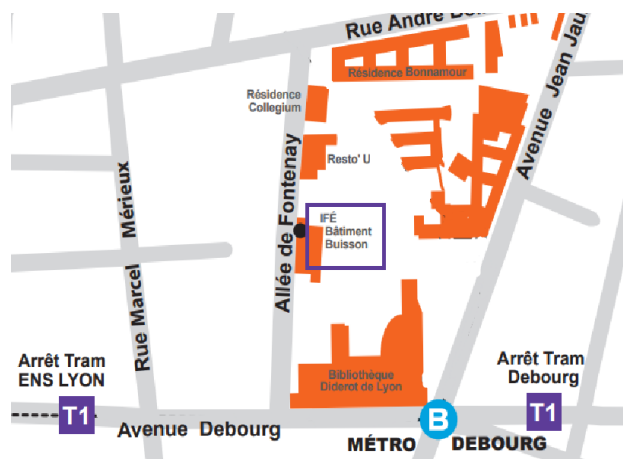 Rue André
Avenue Jean Jau
Résidence Bonnamour
Résidence
Collegium
Resto' U
Allée de Fontenay
Rue Marcel Mérieux
IFÉ
Bâtiment
Buisson
Bibliothèque
Diderot de Lyon
Arrêt Tram
ENS LYON
T1
Arrêt Tram
Debourg
T1
B
Avenue Debourg
MÉTRO DEBOURG